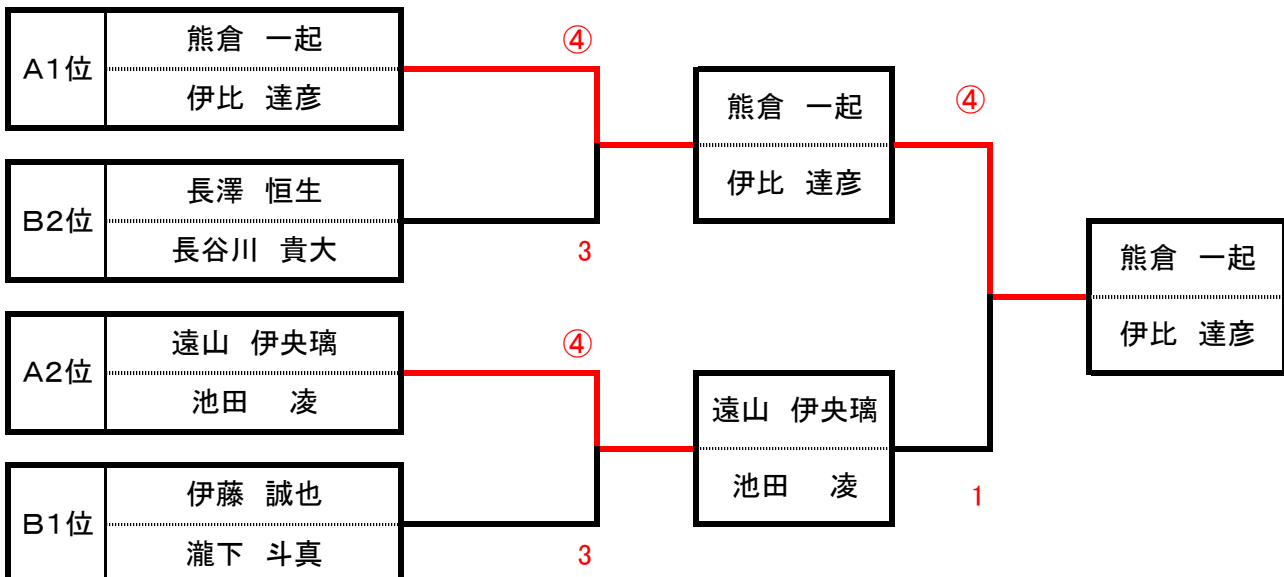 A1位
熊倉 一起
伊比 達彦
④
B2位
長澤 恒生
長谷川 貴大
3
A2位
遠山 伊央璃
池田 凌
④
B1位
伊藤 誠也
瀧下 斗真
3
熊倉 一起
伊比 達彦
④
遠山 伊央璃
池田 凌
1
熊倉 一起
伊比 達彦